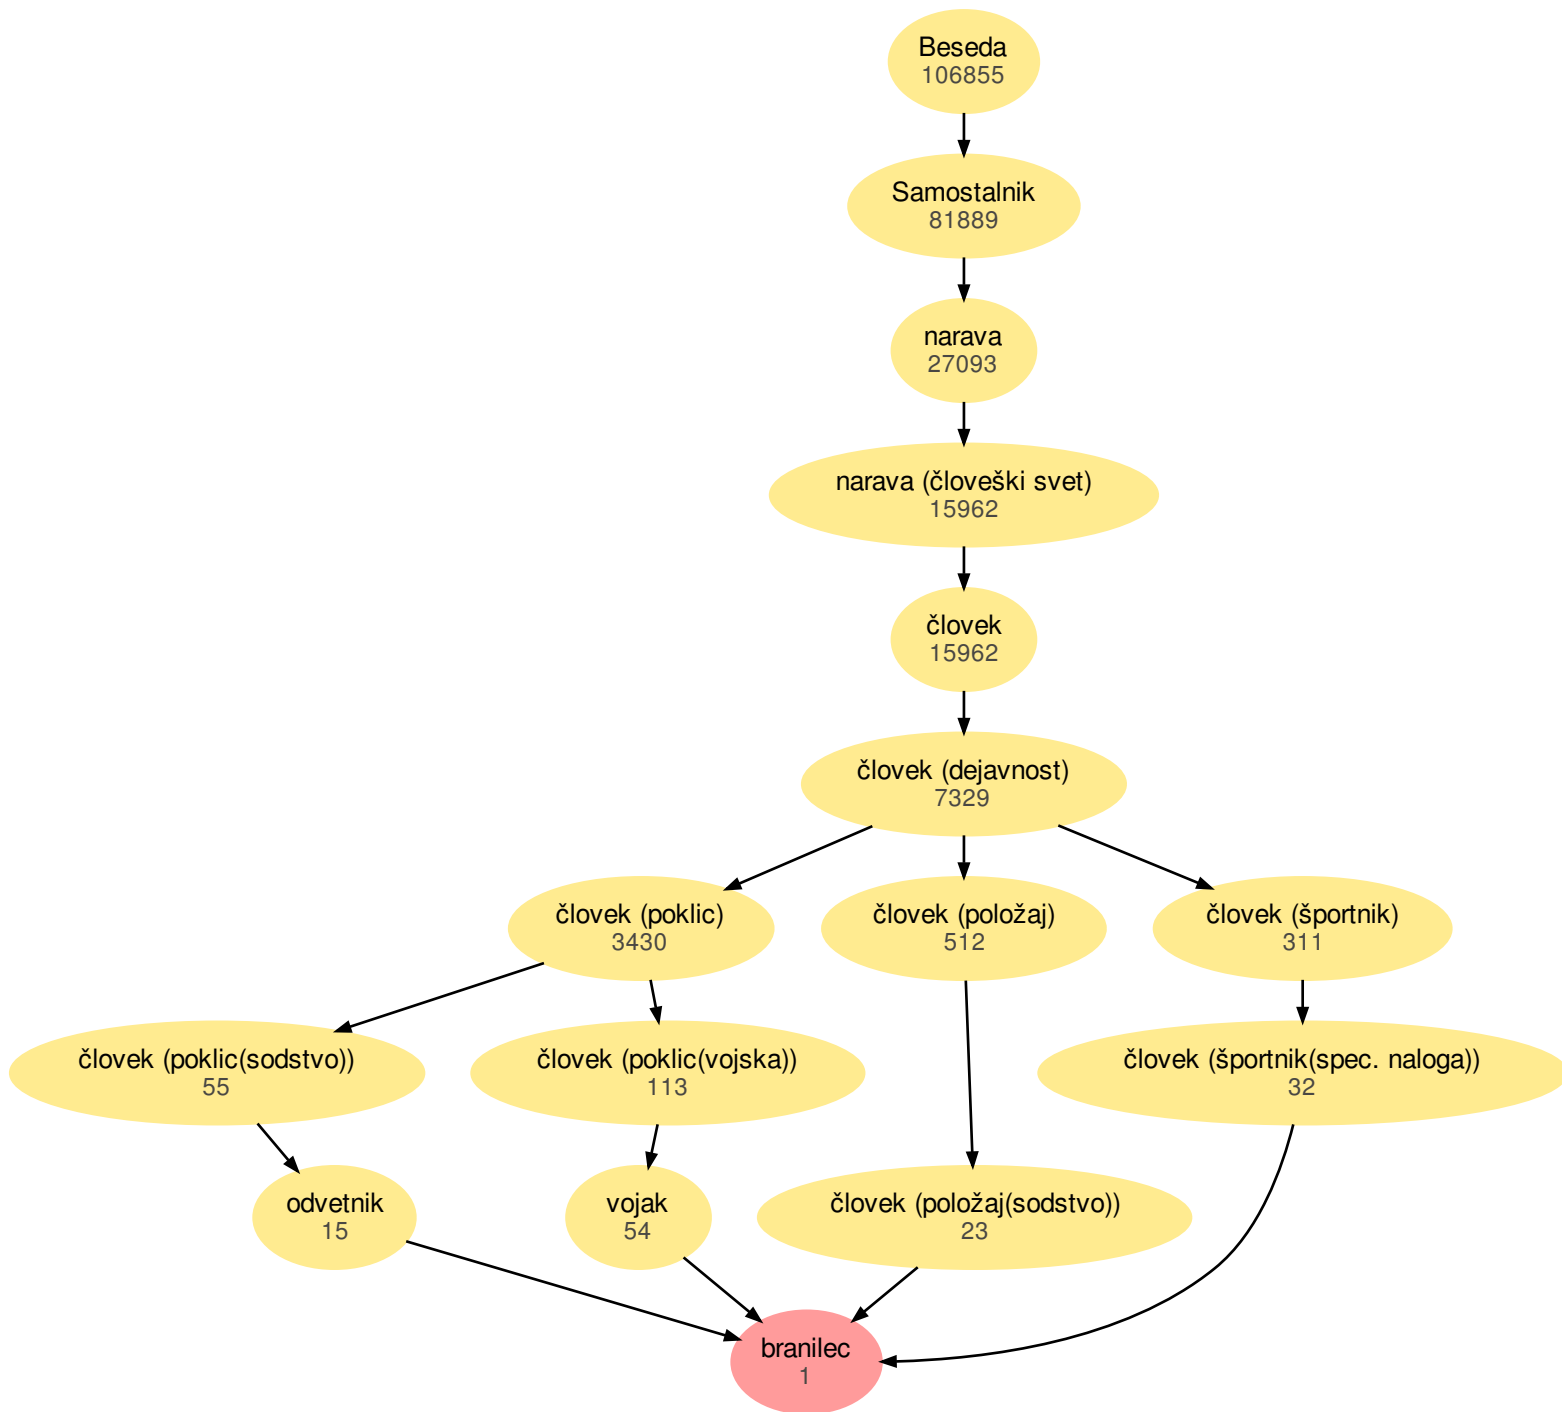 Beseda
106855
Samostalnik
81889
narava
27093
narava (človeški svet)
15962
človek
15962
človek (dejavnost)
7329
človek (poklic)
3430
človek (položaj)
512
človek (športnik)
311
človek (poklic(sodstvo))
55
človek (poklic(vojska))
113
človek (športnik(spec. naloga))
32
odvetnik
15
vojak
54
človek (položaj(sodstvo))
23
branilec
1